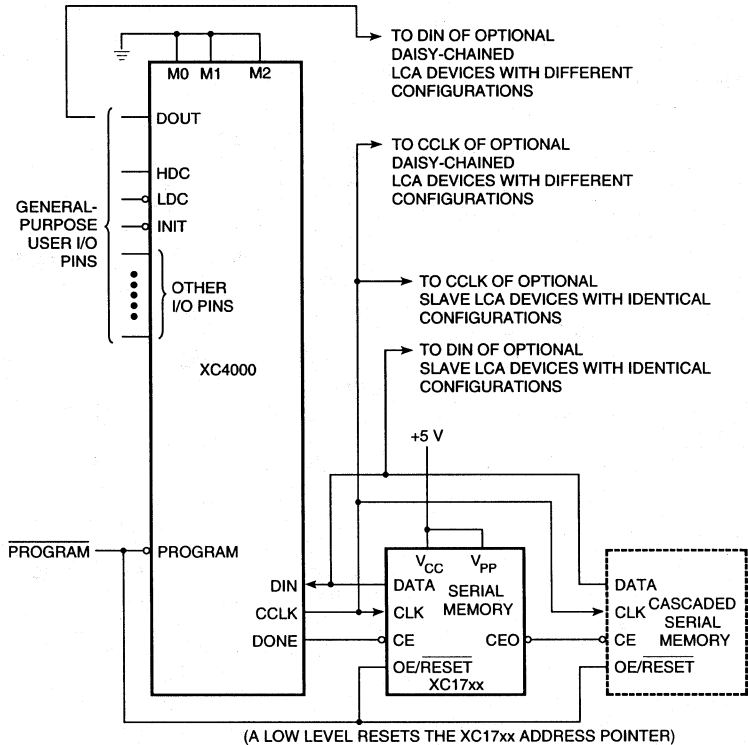 TO DIN OF OPTIONAL
DAISY-CHAINED
LCA DEVICES WITH DIFFERENT
CONFIGURATIONS
M0 M1 M2
DOUT
TO CCLK OF OPTIONAL
DAISY-CHAINED
LCA DEVICES WITH DIFFERENT
CONFIGURATIONS
HDC
LDC
INIT
GENERAL-
PURPOSE
USER I/O
PINS
OTHER
I/O PINS
TO CCLK OF OPTIONAL
SLAVE LCA DEVICES WITH IDENTICAL
CONFIGURATIONS
TO DIN OF OPTIONAL
SLAVE LCA DEVICES WITH IDENTICAL
CONFIGURATIONS
XC4000
+5 V
PROGRAM
PROGRAM
DIN
CCLK
DONE
VCC VPP
DATA
CLK
CE
OE/RESET
SERIAL
MEMORY
CEO
XC17xx
DATA
CLK
CE
OE/RESET
CASCADED
SERIAL
MEMORY
(A LOW LEVEL RESETS THE XC17xx ADDRESS POINTER)